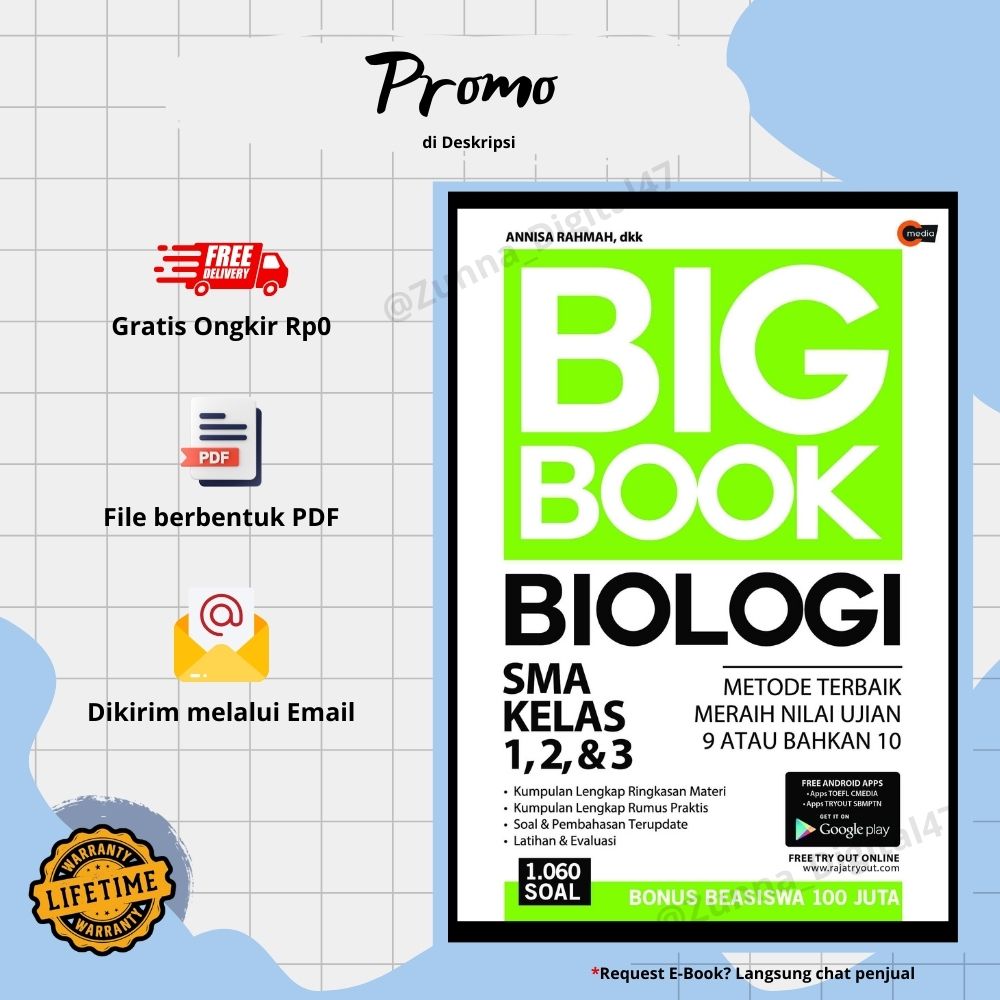 Promo
di Deskripsi
FREE
DELIVERY
Gratis Ongkir Rp0
PDF
File berbentuk PDF
@
Dikirim melalui Email
WARRANTY
LIFETIME
WARRANTY
@Zunna_Digital47
ANNISA RAHMAH, dkk
C media
BIG
BOOK
BIOLOGI
SMA
KELAS
1, 2, & 3
METODE TERBAIK
MERAIH NILAI UJIAN
9 ATAU BAHKAN 10
• Kumpulan Lengkap Ringkasan Materi
• Kumpulan Lengkap Rumus Praktis
• Soal & Pembahasan Terupdate
• Latihan & Evaluasi
FREE ANDROID APPS
• Apps TOEFL CMEDIA
• Apps TRYOUT SBMPTN
GET IT ON
Google play
FREE TRY OUT ONLINE
www.rajatryout.com
1.060
SOAL
BONUS BEASISWA 100 JUTA
@Zunna_Digital47
*Request E-Book? Langsung chat penjual